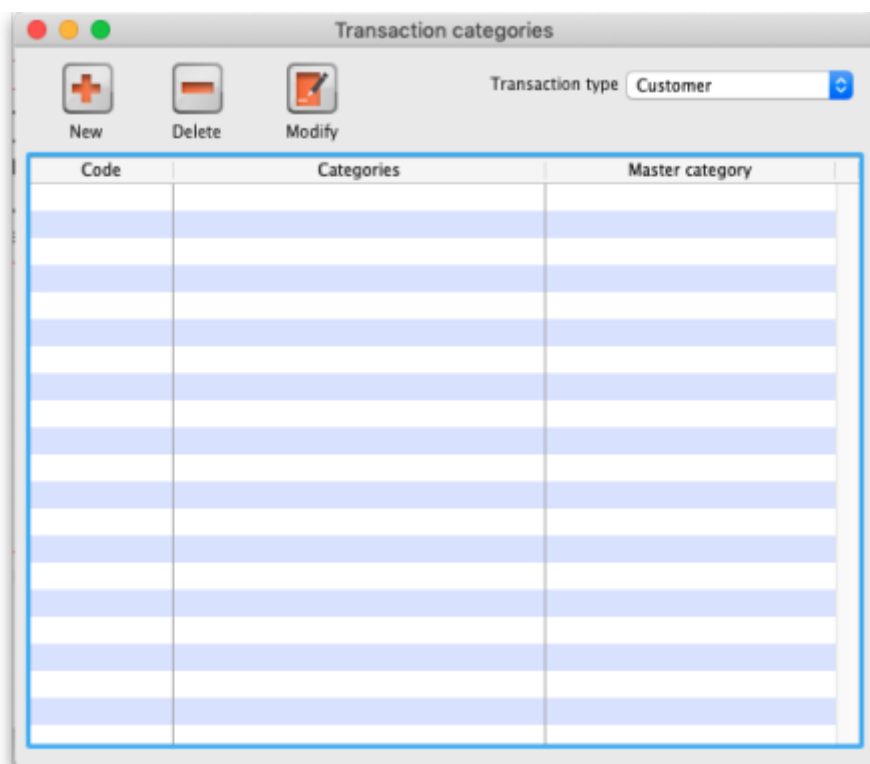 Transaction categories
Transaction type Customer
New Delete Modify
Code Categories Master category